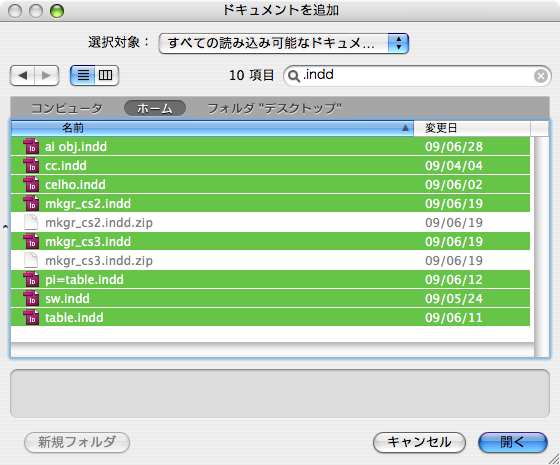 ドキュメントを追加
選択対象： すべての読み込み可能なドキュメ...
10 項目 .indd
コンピュータ ホーム フォルダ "デスクトップ"
名前 変更日
ai obj.indd 09/06/28
cc.indd 09/04/04
celho.indd 09/06/02
mkgr_cs2.indd 09/06/19
mkgr_cs2.indd.zip 09/06/19
mkgr_cs3.indd 09/06/19
mkgr_cs3.indd.zip 09/06/19
pi=table.indd 09/06/12
sw.indd 09/05/24
table.indd 09/06/11
新規フォルダ キャンセル 開く